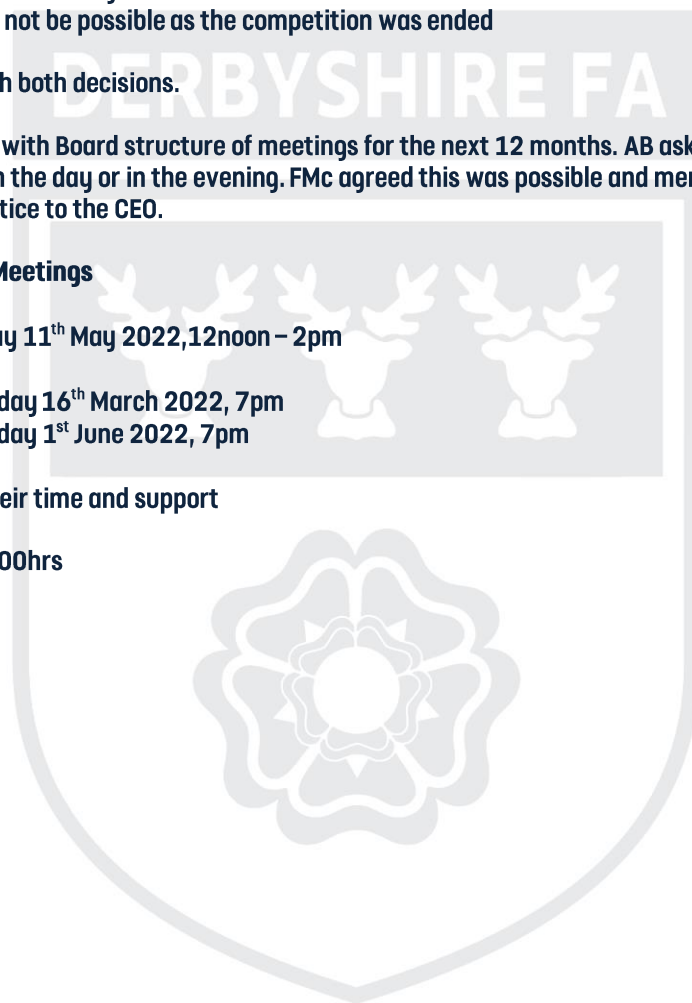 not be possible as the competition was ended
h both decisions.
DERBYSHIRE FA
with Board structure of meetings for the next 12 months. AB ask
n the day or in the evening. FMc agreed this was possible and mer
tice to the CEO.
Meetings
ay 11th May 2022,12noon – 2pm
day 16th March 2022, 7pm
day 1st June 2022, 7pm
eir time and support
00hrs